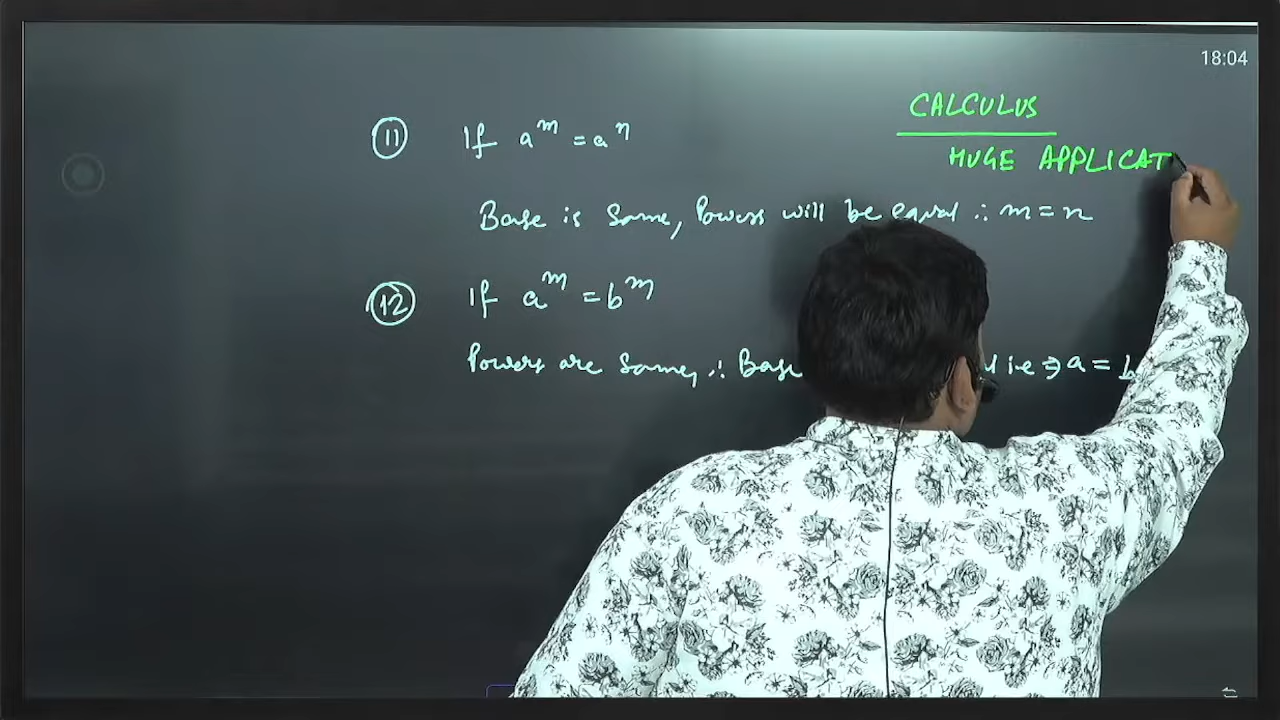 18:04
CALCULUS
HUGE APPLICAT
11 If a^m = a^n
Base is Same, Powers will be equal ∴ m = n
12 If a^m = b^m
Powers are Same, ∴ Base i.e ⇒ a = b